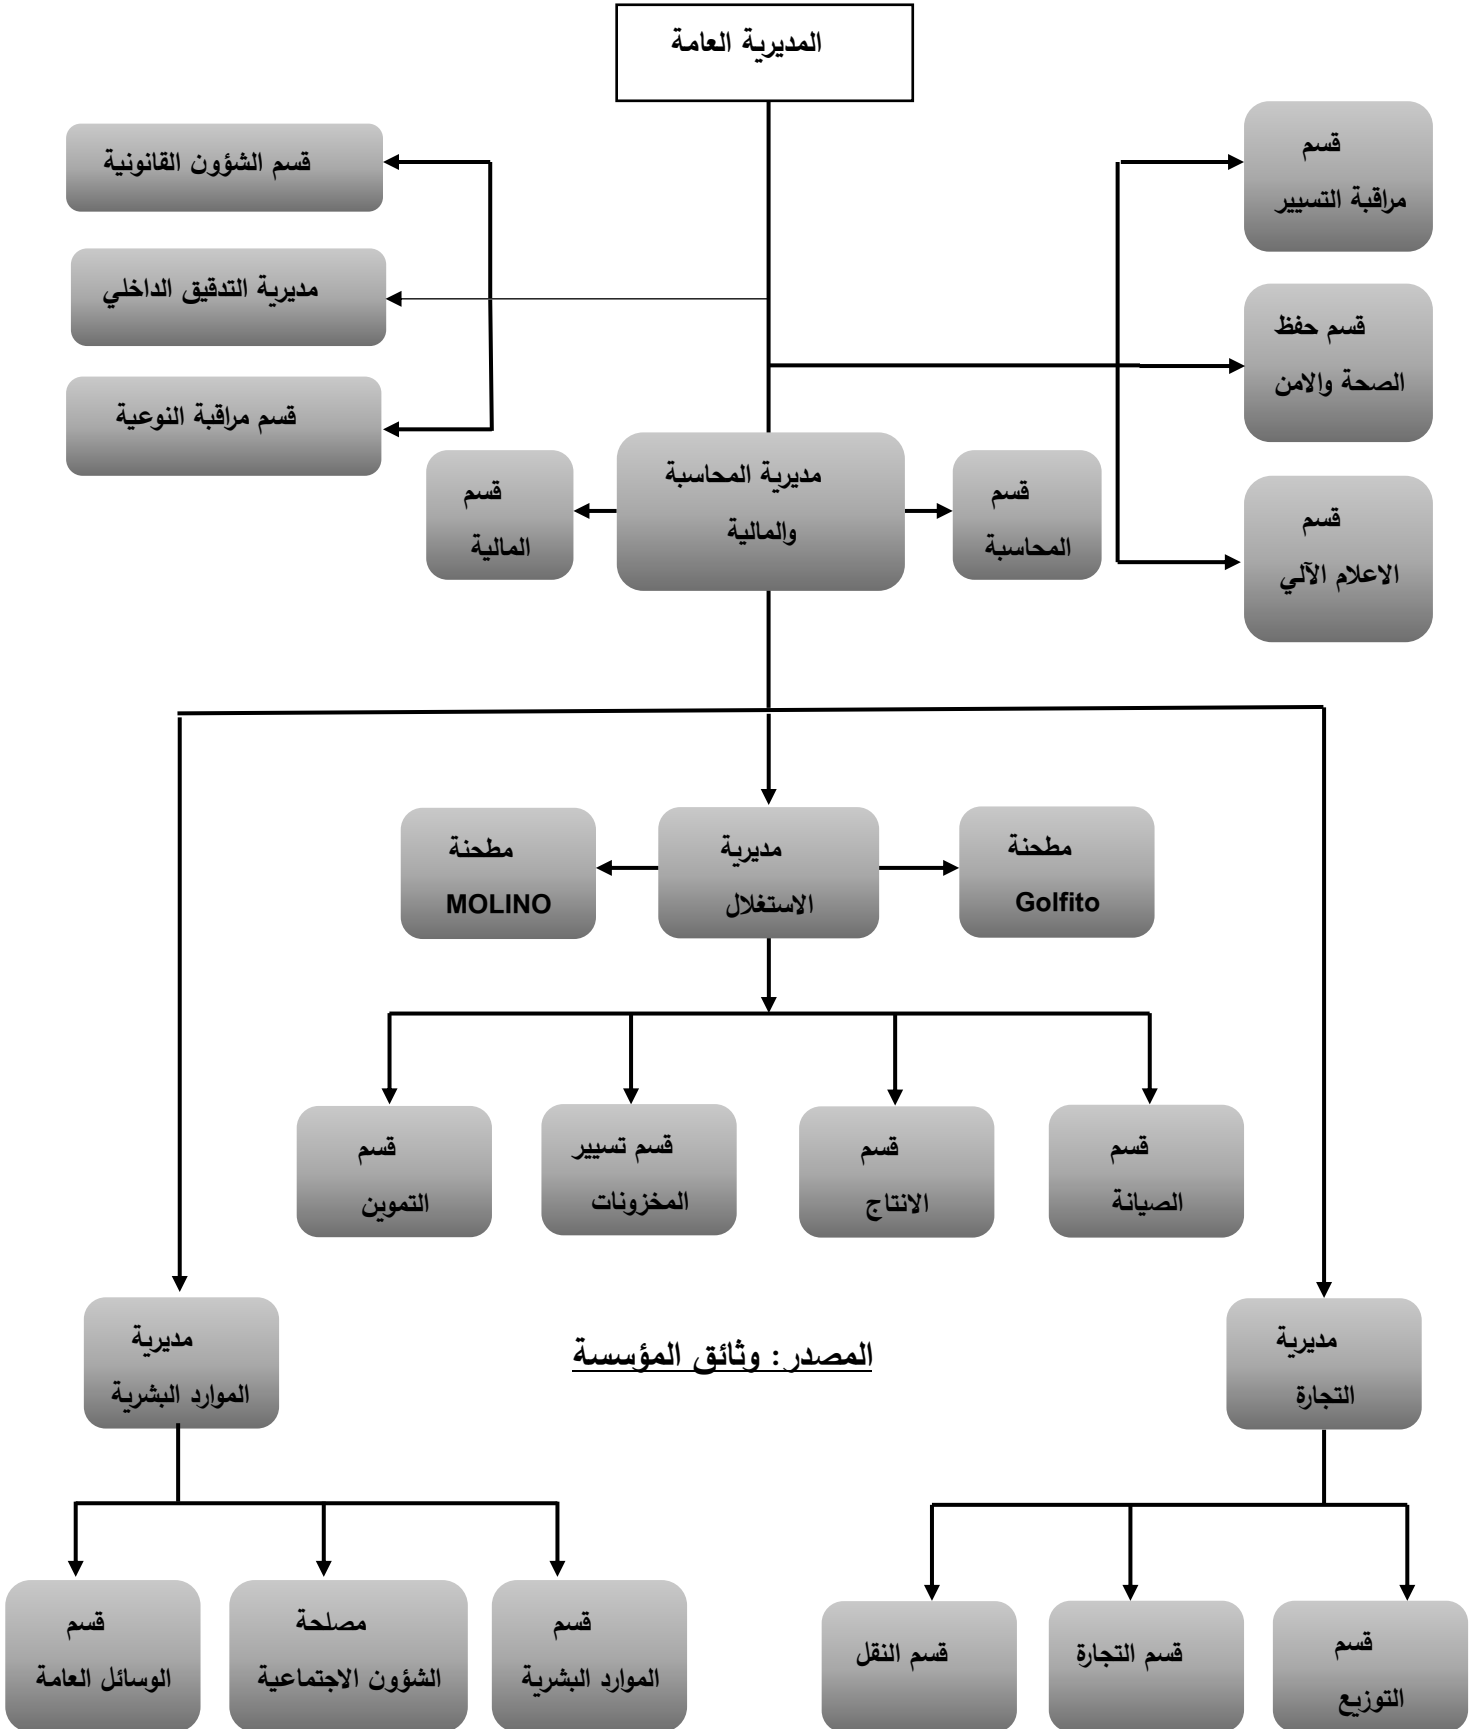 المديرية العامة
قسم
مراقبة التسيير
قسم الشؤون القانونية
مديرية التدقيق الداخلي
قسم حفظ
الصحة والامن
قسم مراقبة النوعية
قسم
الاعلام الآلي
قسم
المحاسبة
مديرية المحاسبة
والمالية
قسم
المالية
مطحنة
Golfito
مديرية
الاستغلال
مطحنة
MOLINO
قسم
الصيانة
قسم
الانتاج
قسم تسيير
المخزونات
قسم
التموين
مديرية
التجارة
المصدر: وثائق المؤسسة
مديرية
الموارد البشرية
قسم
التوزيع
قسم التجارة
قسم النقل
قسم
الموارد البشرية
مصلحة
الشؤون الاجتماعية
قسم
الوسائل العامة